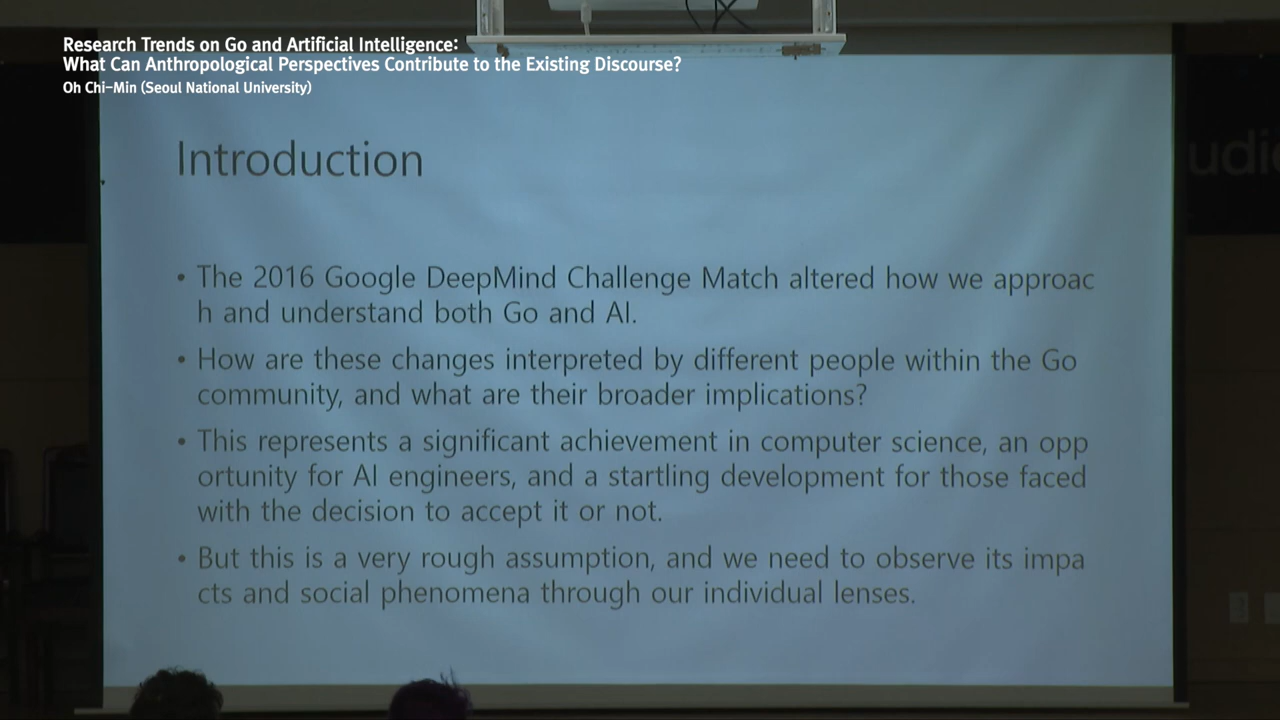 Research Trends on Go and Artificial Intelligence:
What Can Anthropological Perspectives Contribute to the Existing Discourse?
Oh Chi-Min (Seoul National University)
Introduction
• The 2016 Google DeepMind Challenge Match altered how we approac
h and understand both Go and AI.
• How are these changes interpreted by different people within the Go
community, and what are their broader implications?
• This represents a significant achievement in computer science, an opp
ortunity for AI engineers, and a startling development for those faced
with the decision to accept it or not.
• But this is a very rough assumption, and we need to observe its impa
cts and social phenomena through our individual lenses.